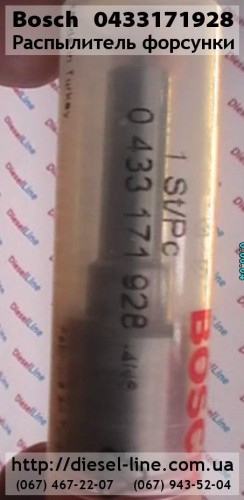 Bosch 0433171928
Распылитель форсунки
1 St/Pc
0 433 171 928
BOSCH
DieselLine
http://diesel-line.com.ua
(067) 467-22-07 (067) 943-52-04